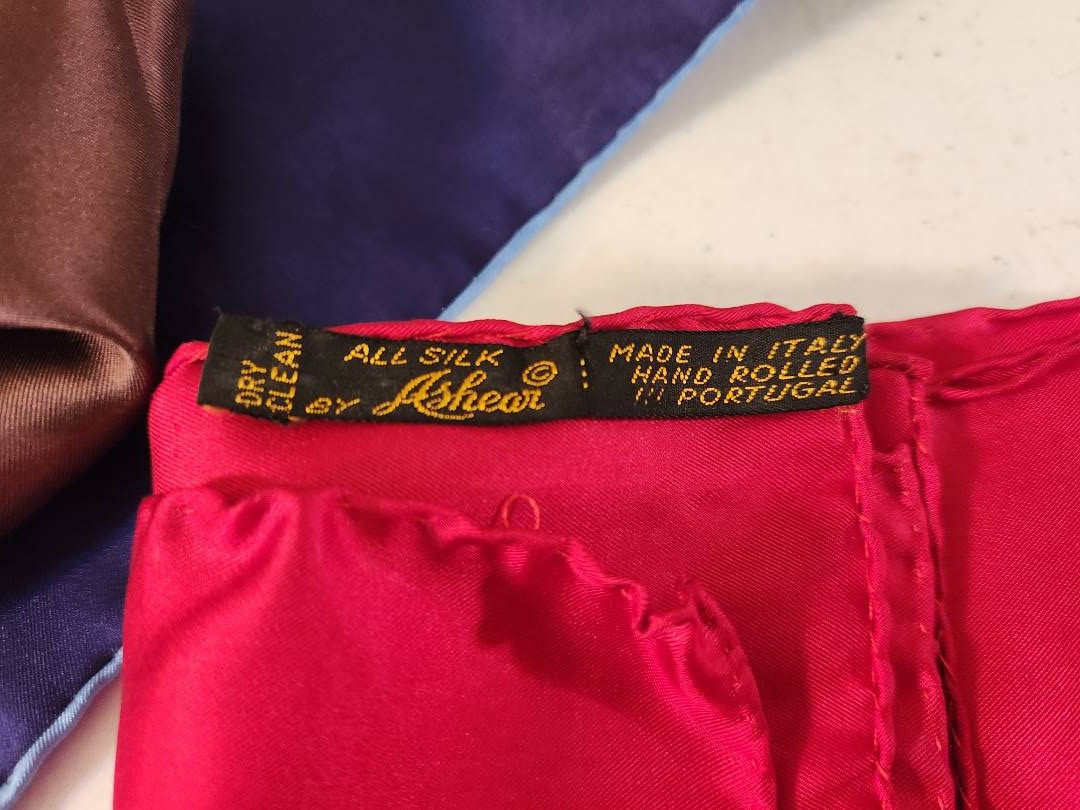 DRY
CLEAN
ALL SILK
BY Ashear ©
MADE IN ITALY
HAND ROLLED
IN PORTUGAL